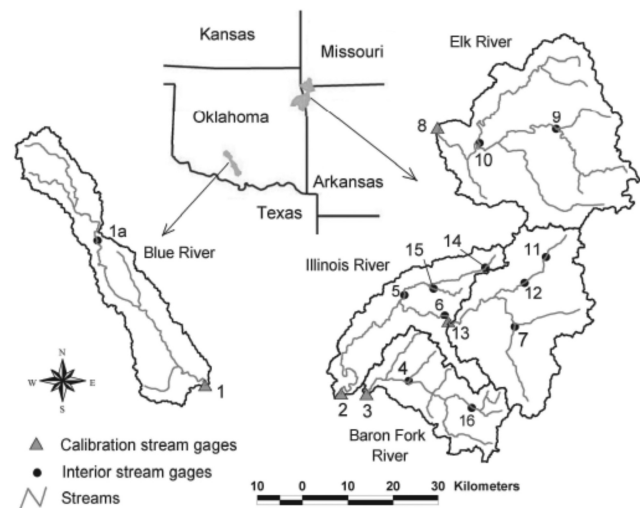 Kansas
Missouri
Elk River
8
9
10
Oklahoma
Arkansas
Texas
1a
Blue River
Illinois River
14
15
11
5
12
6
13
7
4
N
W
E
S
1
2
3
16
Baron Fork
River
Calibration stream gages
Interior stream gages
Streams
10 0 10 20 30 Kilometers